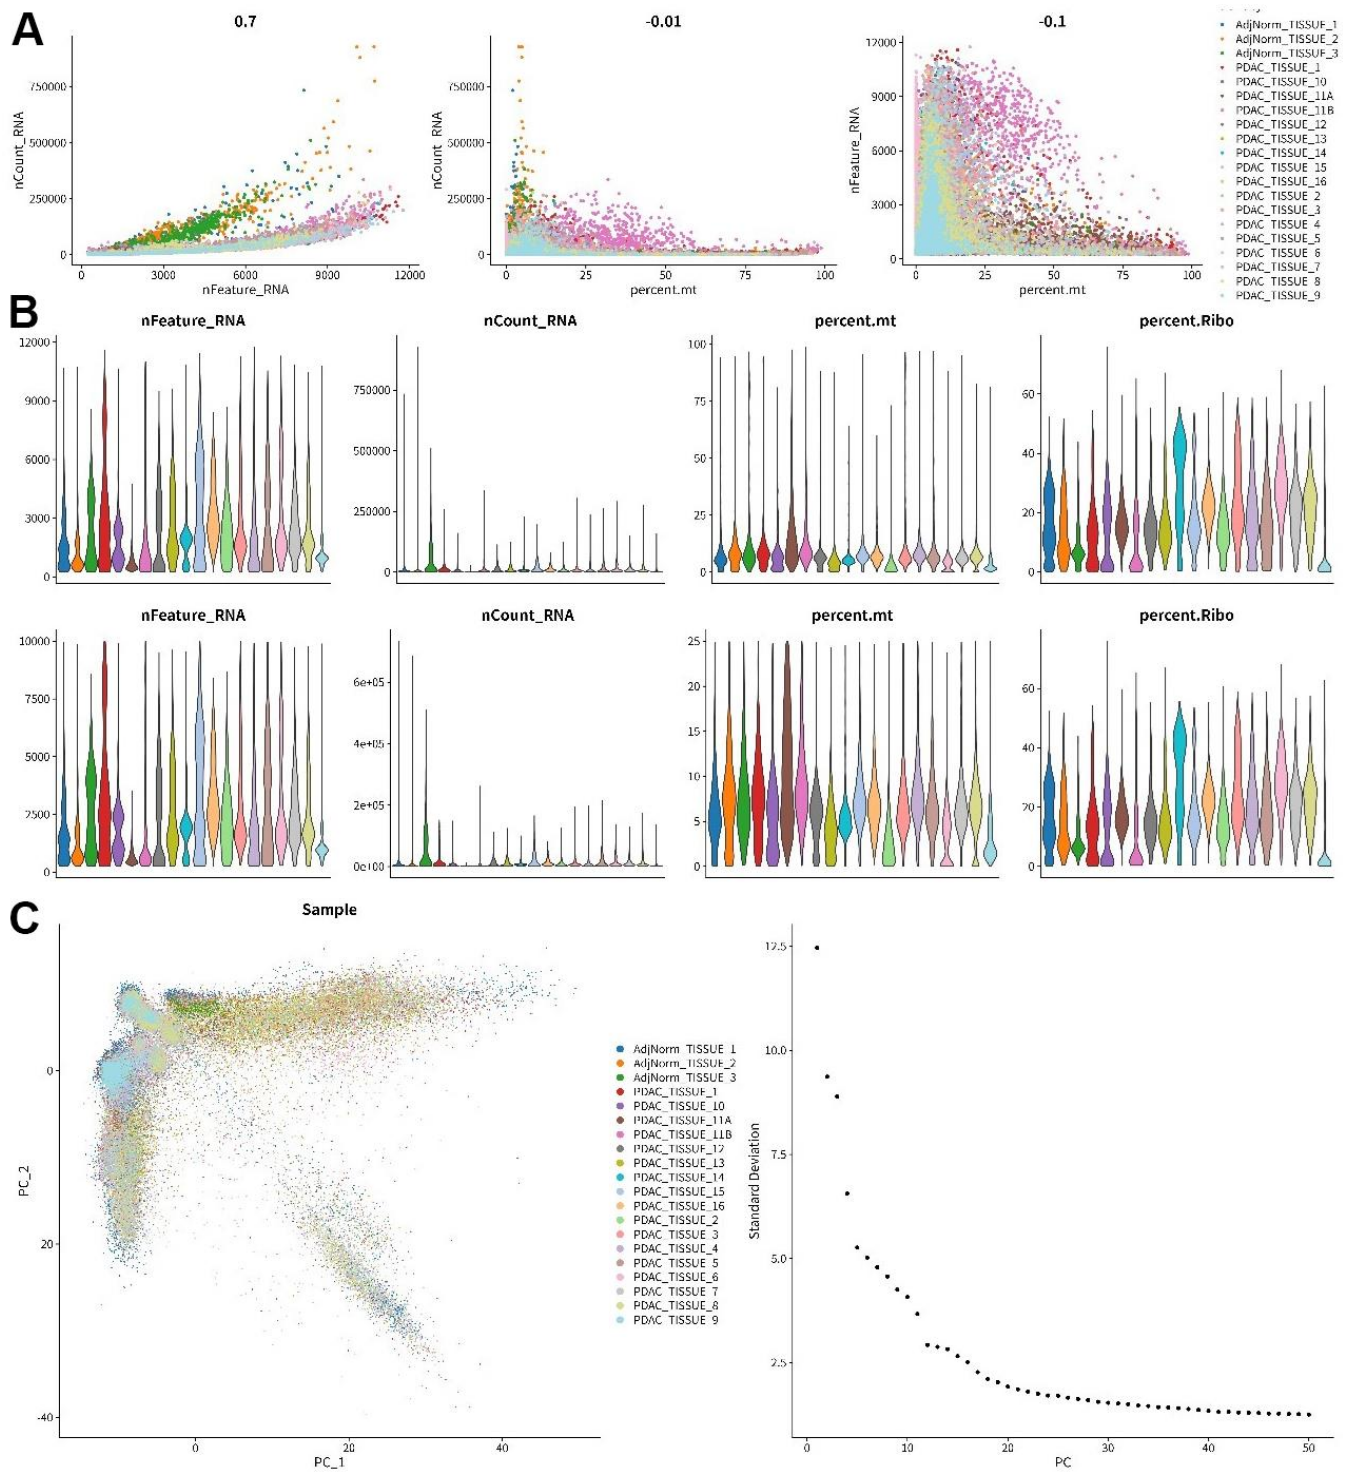 A
0.7
-0.01
-0.1
nCount_RNA
750000
500000
250000
0
0
3000
6000
9000
12000
nFeature_RNA
nCount RNA
750000
500000
250000
0
0
25
50
75
100
percent.mt
nFeature_RNA
12000
9000
6000
3000
0
0
25
50
75
100
percent.mt
AdjNorm_TISSUE_1
AdjNorm_TISSUE_2
AdjNorm_TISSUE_3
PDAC_TISSUE_1
PDAC_TISSUE_10
PDAC_TISSUE_11A
PDAC_TISSUE_11B
PDAC_TISSUE_12
PDAC_TISSUE_13
PDAC_TISSUE_14
PDAC_TISSUE_15
PDAC_TISSUE_16
PDAC_TISSUE_2
PDAC_TISSUE_3
PDAC_TISSUE_4
PDAC_TISSUE_5
PDAC_TISSUE_6
PDAC_TISSUE_7
PDAC_TISSUE_8
PDAC_TISSUE_9
B
nFeature_RNA
nCount_RNA
percent.mt
percent.Ribo
12000
9000
6000
3000
0
750000
500000
250000
0
100
75
50
25
0
60
40
20
0
nFeature_RNA
nCount_RNA
percent.mt
percent.Ribo
10000
7500
5000
2500
0
6e+05
4e+05
2e+05
0e+00
25
20
15
10
5
0
60
40
20
0
C
Sample
PC_2
0
20
-40
0
20
40
PC_1
AdjNorm_TISSUE_1
AdjNorm_TISSUE_2
AdjNorm_TISSUE_3
PDAC_TISSUE_1
PDAC_TISSUE_10
PDAC_TISSUE_11A
PDAC_TISSUE_11B
PDAC_TISSUE_12
PDAC_TISSUE_13
PDAC_TISSUE_14
PDAC_TISSUE_15
PDAC_TISSUE_16
PDAC_TISSUE_2
PDAC_TISSUE_3
PDAC_TISSUE_4
PDAC_TISSUE_5
PDAC_TISSUE_6
PDAC_TISSUE_7
PDAC_TISSUE_8
PDAC_TISSUE_9
Standard Deviation
12.5
10.0
7.5
5.0
2.5
0
10
20
30
40
50
PC